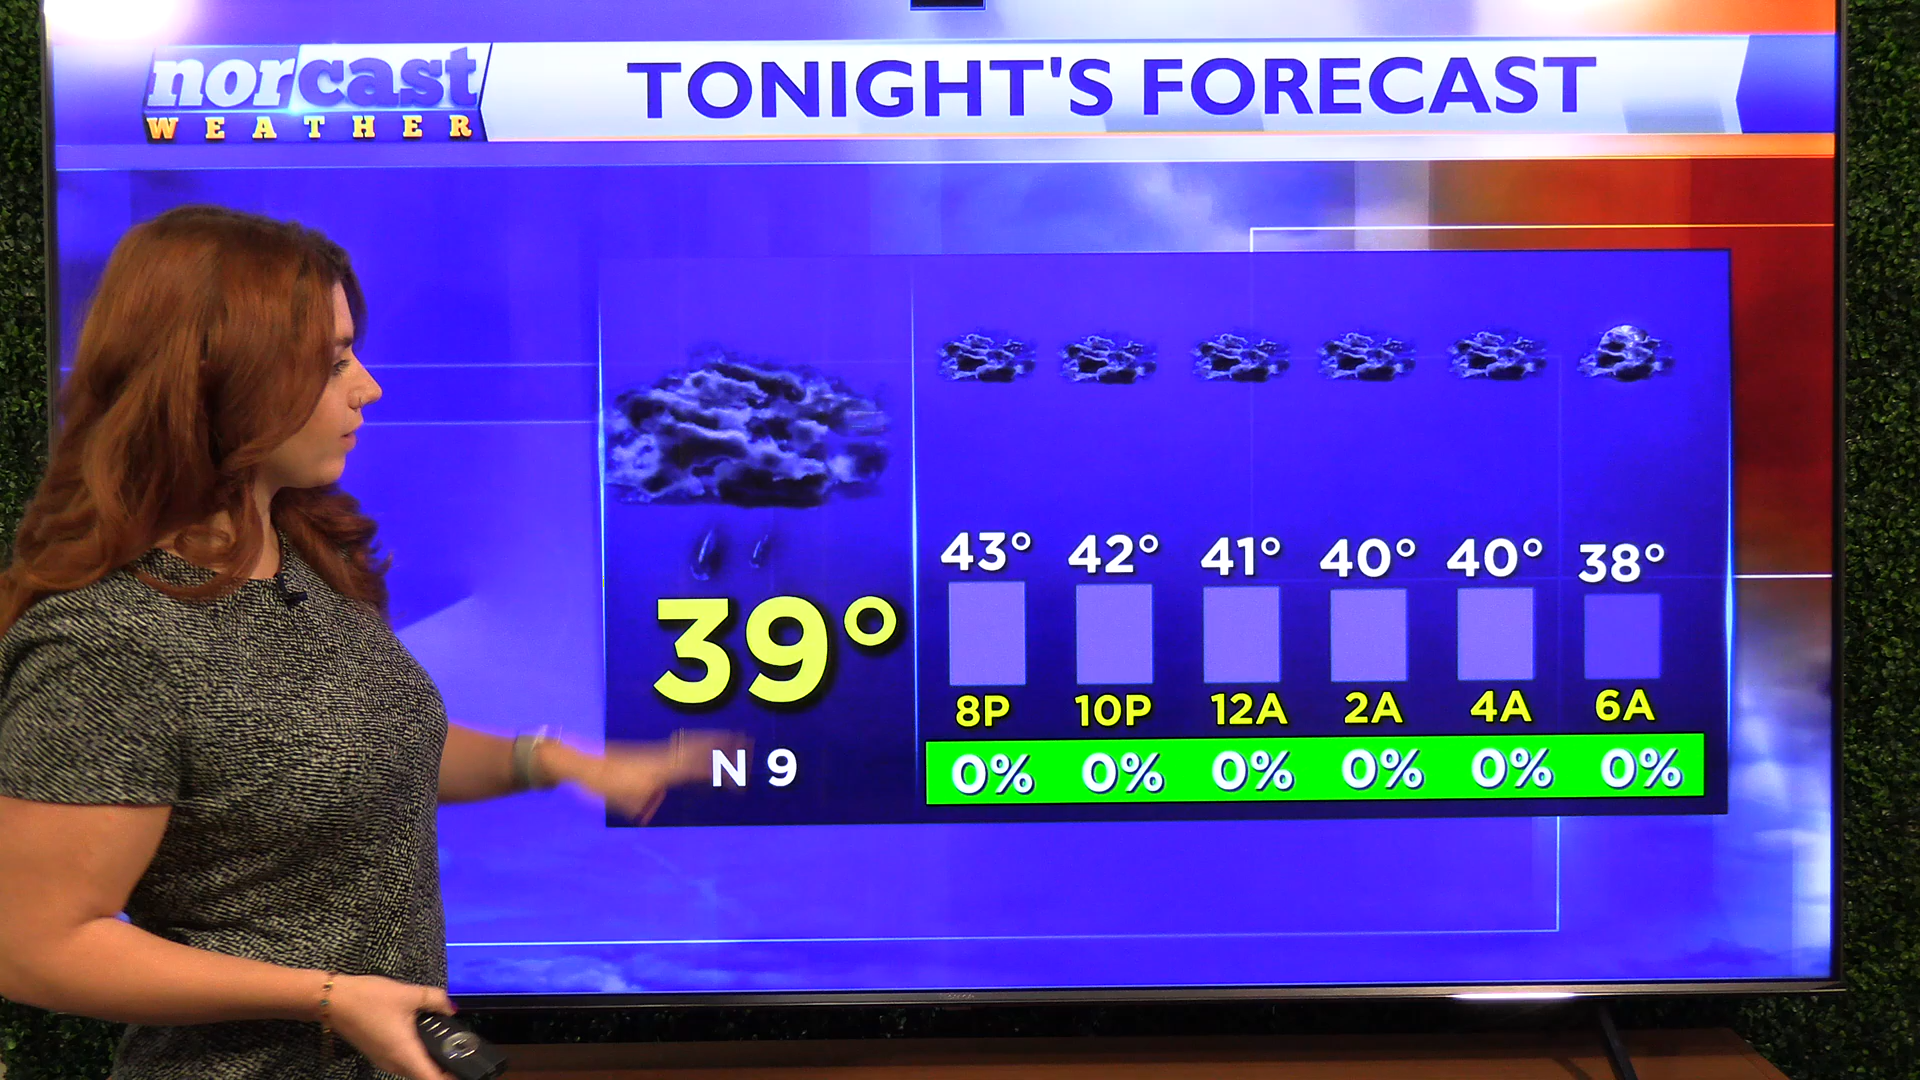 norcast
WEATHER
TONIGHT'S FORECAST
43° 42° 41° 40° 40° 38°
39°
8P 10P 12A 2A 4A 6A
N 9
0% 0% 0% 0% 0% 0%